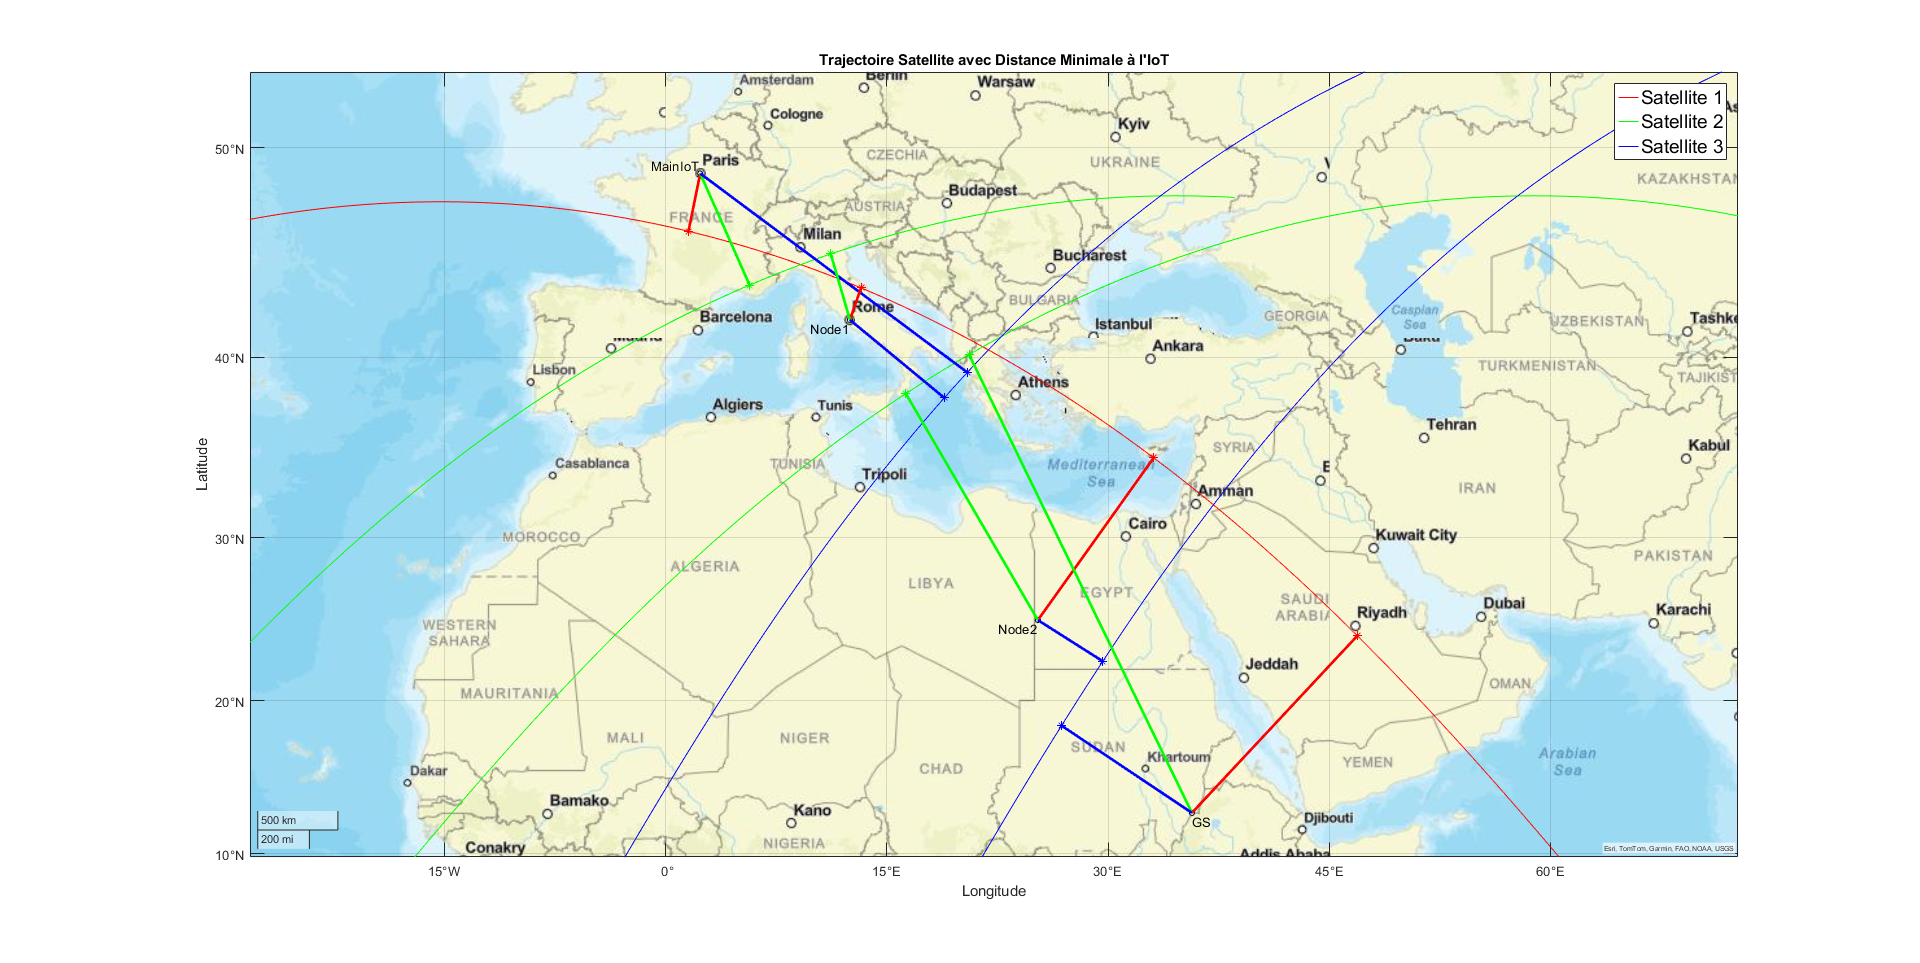 Trajectoire Satellite avec Distance Minimale à l'IoT
Satellite 1
Satellite 2
Satellite 3
Amsterdam
Berlin
Warsaw
Cologne
Kyiv
50°N
MainIoT
Paris
CZECHIA
UKRAINE
KAZAKHSTAN
Budapest
FRANCE
AUSTRIA
Milan
Bucharest
Rome
Node1
BULGARIA
Barcelona
Istanbul
GEORGIA
Caspian
Sea
UZBEKISTAN
Tashke
Madrid
40°N
Ankara
Baku
Lisbon
Athens
TURKMENISTAN
TAJIKIST
Algiers
Tunis
Tehran
Latitude
Casablanca
TUNISIA
Tripoli
Mediterranean
Sea
SYRIA
Kabul
Amman
IRAN
30°N
MOROCCO
Cairo
Kuwait City
PAKISTAN
ALGERIA
LIBYA
EGYPT
SAUDI
ARABIA
Riyadh
Dubai
Karachi
WESTERN
SAHARA
Node2
Jeddah
OMAN
20°N
MAURITANIA
MALI
NIGER
CHAD
SUDAN
Khartoum
YEMEN
Arabian
Sea
Dakar
Bamako
Kano
GS
Djibouti
500 km
200 mi
Conakry
NIGERIA
Addis Ababa
Esri, TomTom, Garmin, FAO, NOAA, USGS
10°N
15°W
0°
15°E
30°E
45°E
60°E
Longitude